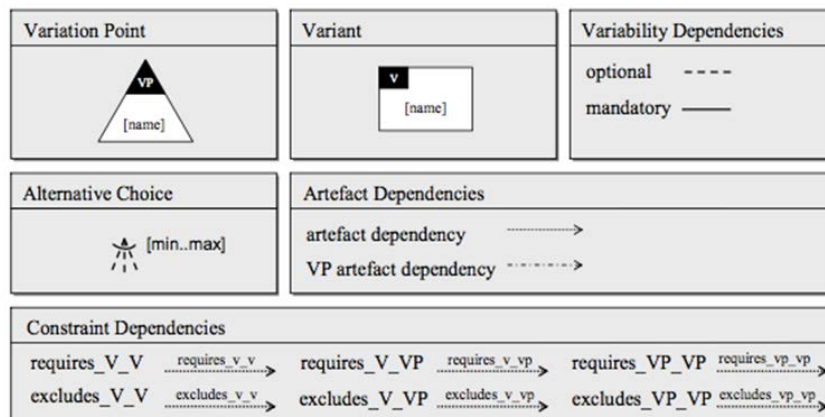 Variation Point
VP
[name]
Variant
V
[name]
Variability Dependencies
optional
mandatory
Alternative Choice
[min..max]
Artefact Dependencies
artefact dependency
VP artefact dependency
Constraint Dependencies
requires_V_V requires_v_v requires_V_VP requires_v_vp requires_VP_VP requires_vp_vp
excludes_V_V excludes_v_v excludes_V_VP excludes_v_vp excludes_VP_VP excludes_vp_vp